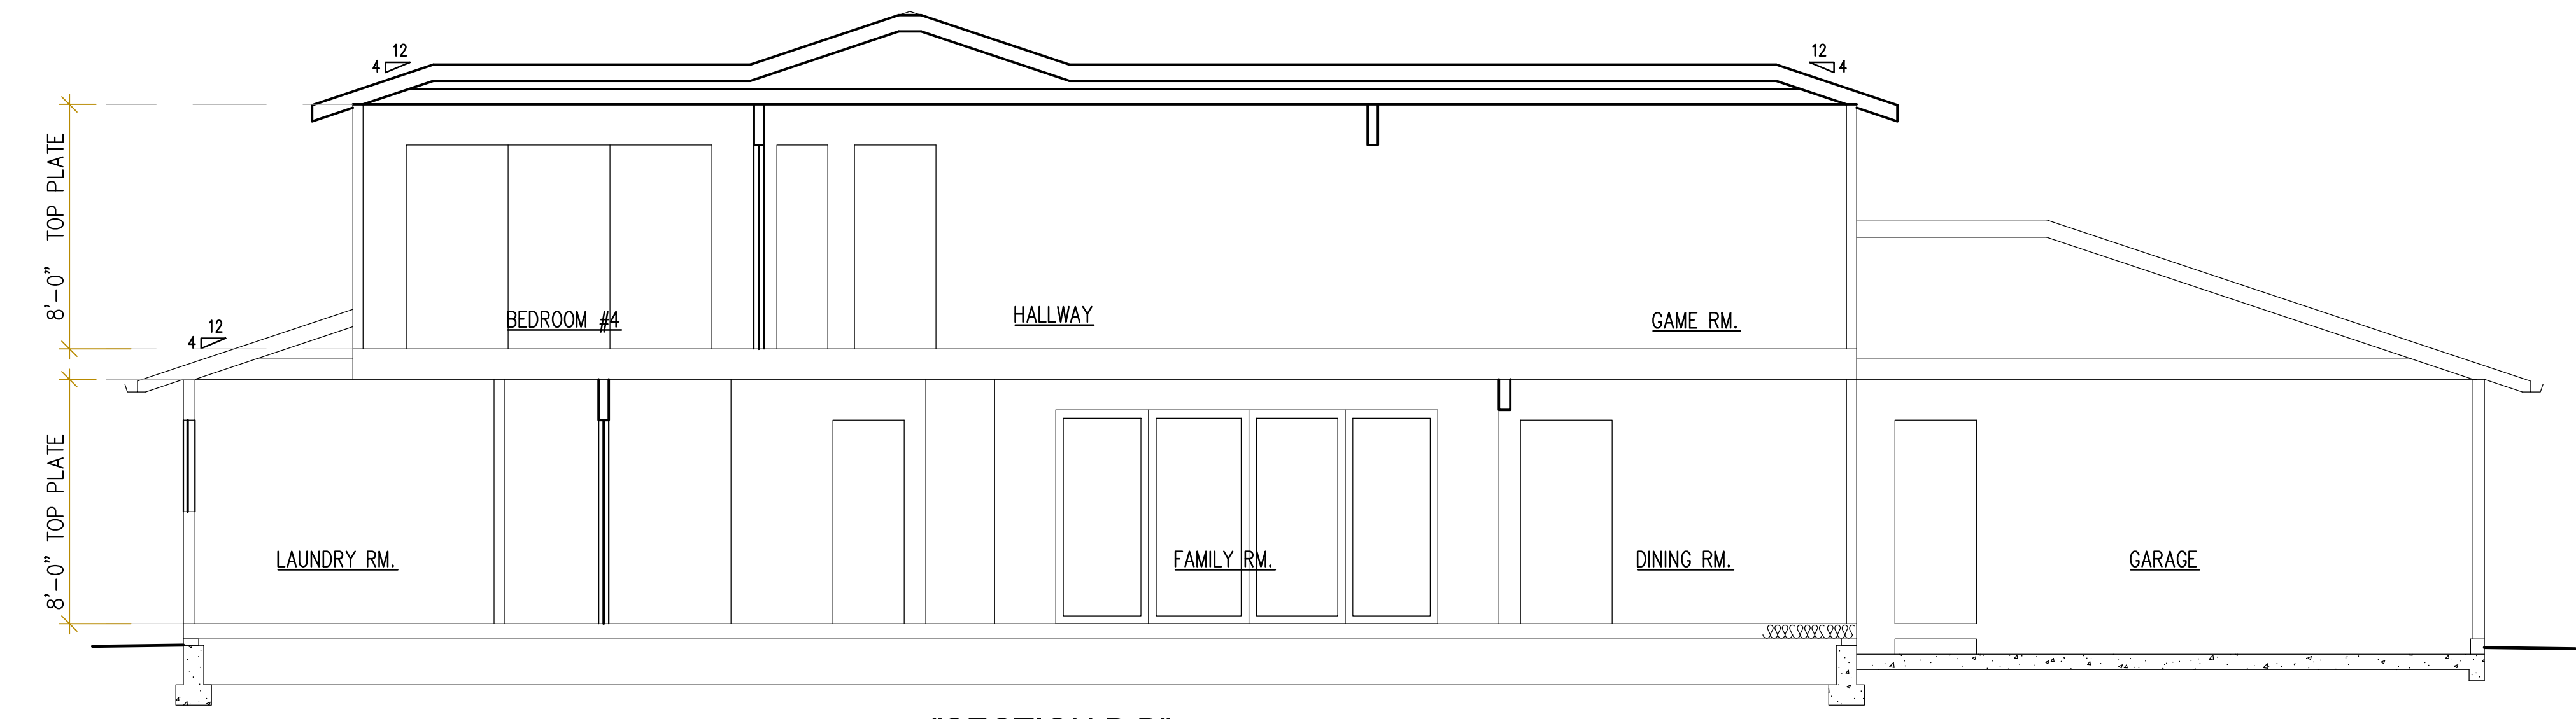 12
4
12
4
8'-0" TOP PLATE
BEDROOM #4
HALLWAY
GAME RM.
12
4
8'-0" TOP PLATE
LAUNDRY RM.
FAMILY RM.
DINING RM.
GARAGE